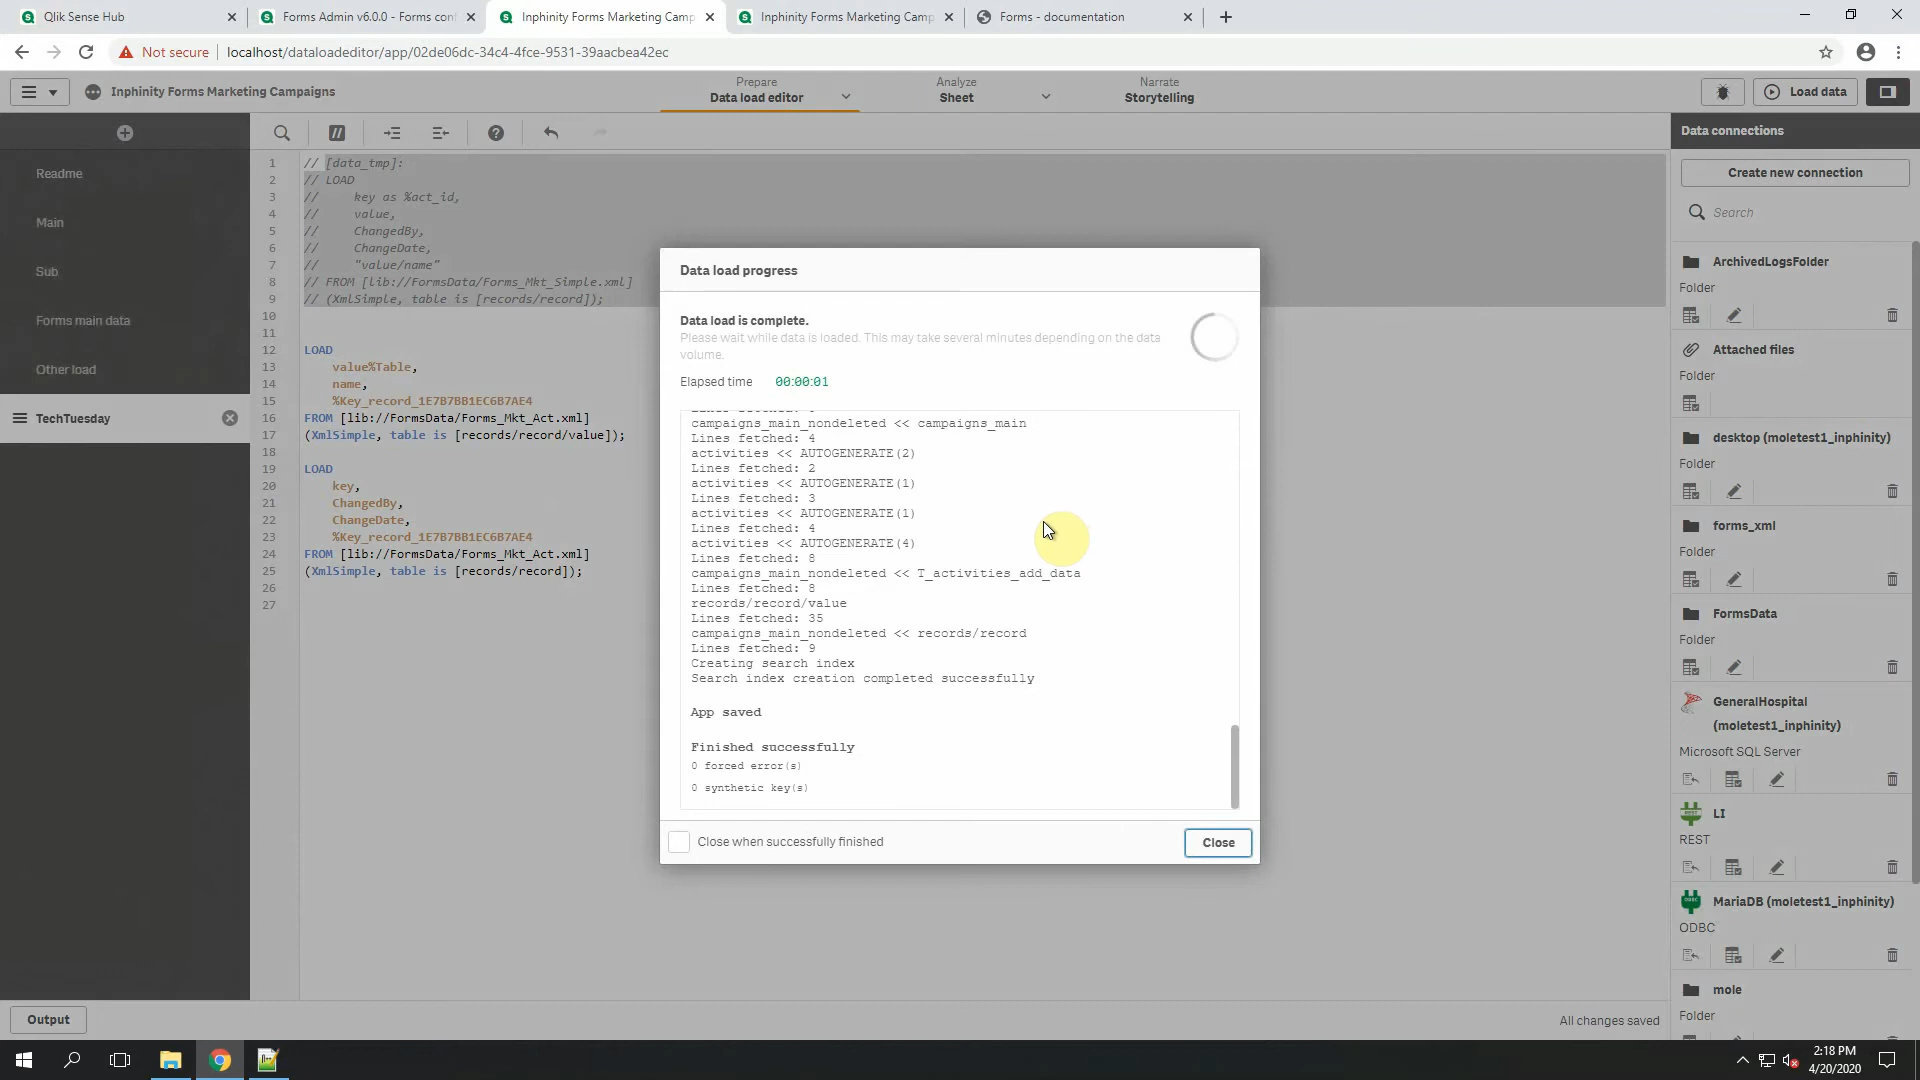 Qlik Sense Hub
Forms Admin v6.0.0 - Forms con
Inphinity Forms Marketing Camp
Inphinity Forms Marketing Camp
Forms - documentation
Not secure
localhost/dataloadeditor/app/02de06dc-34c4-4fce-9531-39aacbea42ec
Inphinity Forms Marketing Campaigns
Prepare
Data load editor
Analyze
Sheet
Narrate
Storytelling
Load data
Readme
Main
Sub
Forms main data
Other load
TechTuesday
1 // [data_tmp]:
2 // LOAD
3 // key as %act_id,
4 // value,
5 // ChangedBy,
6 // ChangeDate,
7 // "value/name"
8 // FROM [lib://FormsData/Forms_Mkt_Simple.xml]
9 // (XmlSimple, table is [records/record]);
10
11
12 LOAD
13 value%Table,
14 name,
15 %Key_record_1E7B7BB1EC6B7AE4
16 FROM [lib://FormsData/Forms_Mkt_Act.xml]
17 (XmlSimple, table is [records/record/value]);
18
19 LOAD
20 key,
21 ChangedBy,
22 ChangeDate,
23 %Key_record_1E7B7BB1EC6B7AE4
24 FROM [lib://FormsData/Forms_Mkt_Act.xml]
25 (XmlSimple, table is [records/record]);
26
27
Data load progress
Data load is complete.
Please wait while data is loaded. This may take several minutes depending on the data
volume.
Elapsed time 00:00:01
campaigns_main_nondeleted << campaigns_main
Lines fetched: 4
activities << AUTOGENERATE(2)
Lines fetched: 2
activities << AUTOGENERATE(1)
Lines fetched: 3
activities << AUTOGENERATE(1)
Lines fetched: 4
activities << AUTOGENERATE(4)
Lines fetched: 8
campaigns_main_nondeleted << T_activities_add_data
Lines fetched: 8
records/record/value
Lines fetched: 35
campaigns_main_nondeleted << records/record
Lines fetched: 9
Creating search index
Search index creation completed successfully
App saved
Finished successfully
0 forced error(s)
0 synthetic key(s)
Close when successfully finished
Close
Data connections
Create new connection
Search
ArchivedLogsFolder
Folder
Attached files
Folder
desktop (moletest1_inphinity)
Folder
forms_xml
Folder
FormsData
Folder
GeneralHospital
(moletest1_inphinity)
Microsoft SQL Server
LI
REST
MariaDB (moletest1_inphinity)
ODBC
mole
Folder
Output
All changes saved
2:18 PM
4/20/2020